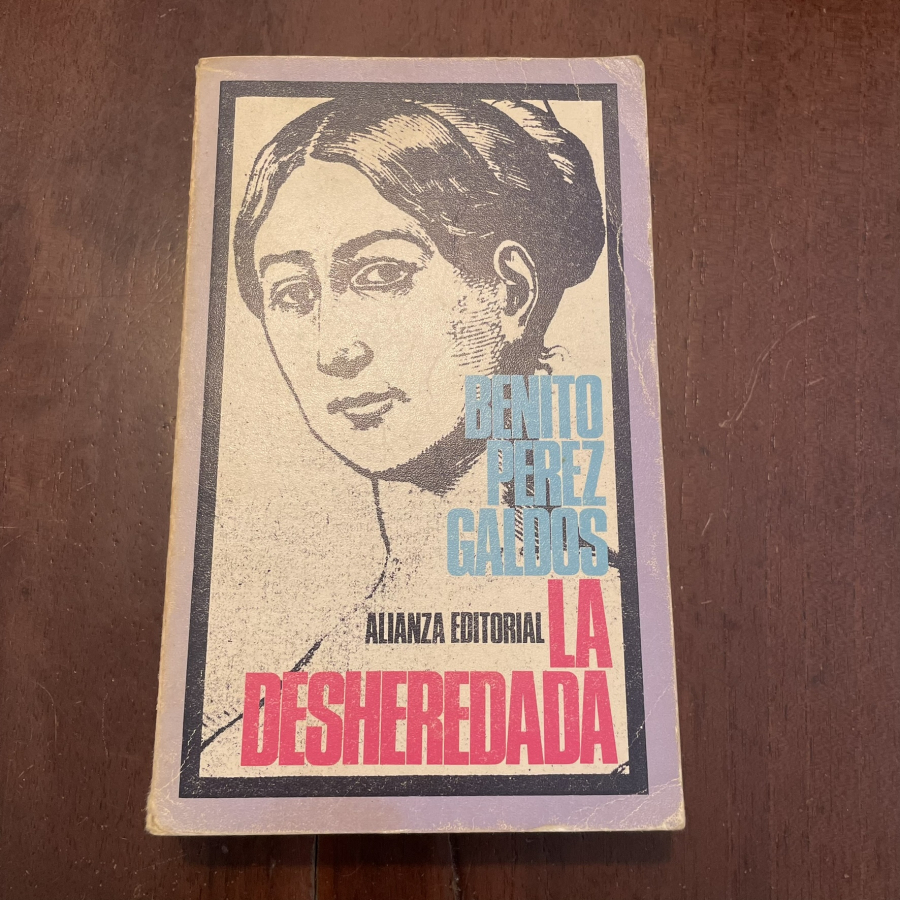 BENITO
PEREZ
GALDOS
ALIANZA EDITORIAL LA
DESHEREDADA